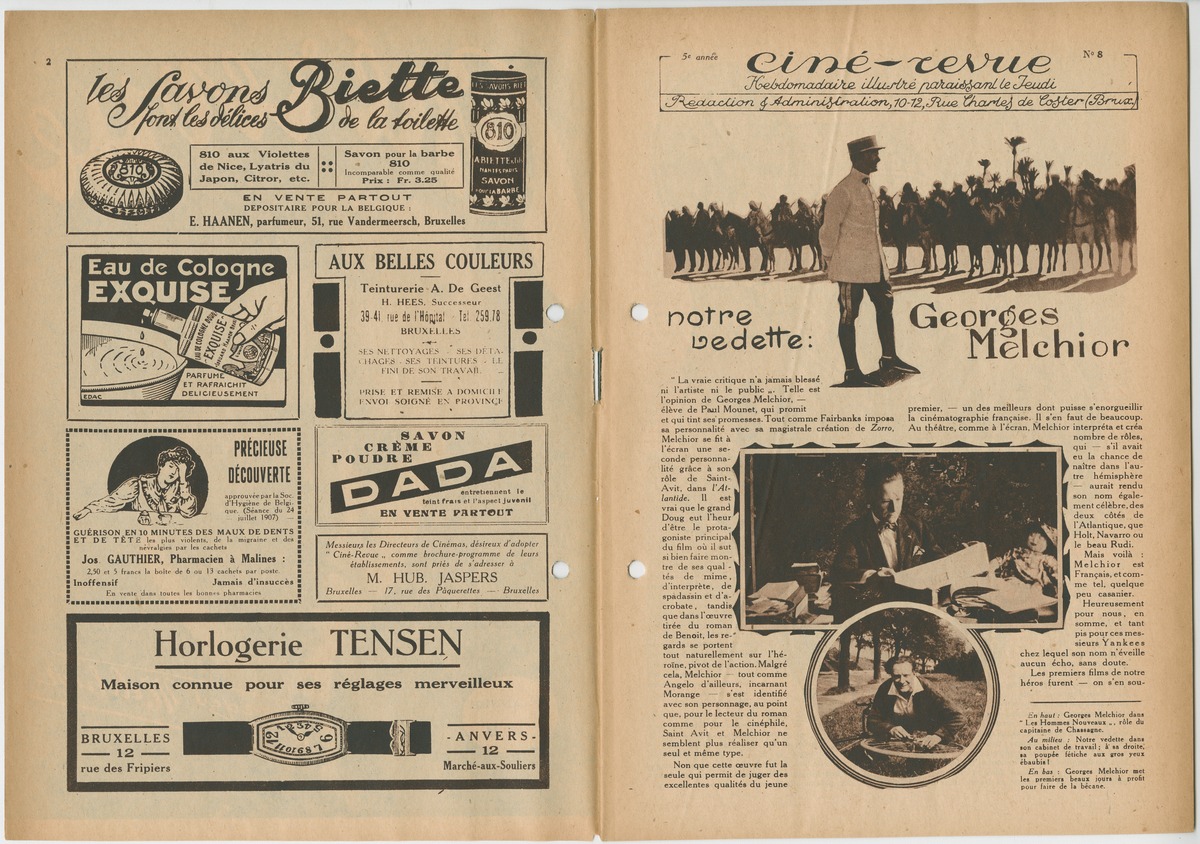 2
les Savons Biette
font les délices de la toilette
LES SAVONS BIE
810
A BIETTE & FILS
NANTES PARIS
SAVON
POUR LA BARBE
810
810 aux Violettes
de Nice, Lyatris du
Japon, Citror, etc.
Savon pour la barbe
810
Incomparable comme qualité
Prix : Fr. 3.25
EN VENTE PARTOUT
DÉPOSITAIRE POUR LA BELGIQUE :
E. HAANEN, parfumeur, 51, rue Vandermeersch, Bruxelles
Eau de Cologne
EXQUISE
EAU DE COLOGNE POUR
EXQUISE
PARFUME
ET RAFRAICHIT
DELICIEUSEMENT
EDAC
AUX BELLES COULEURS
Teinturerie A. De Geest
H. HEES, Successeur
39-41 rue de l'Hôpital - Tél. 259.78
BRUXELLES
SES NETTOYAGES - SES DÉTA-
CHAGES - SES TEINTURES - LE
FINI DE SON TRAVAIL
PRISE ET REMISE A DOMICILE
ENVOI SOIGNÉ EN PROVINCE
PRÉCIEUSE
DÉCOUVERTE
approuvée par la Soc.
d'Hygiène de Belgi-
que. (Séance du 24
juillet 1907)
GUÉRISON EN 10 MINUTES DES MAUX DE DENTS
ET DE TÊTE les plus violents, de la migraine et des
névralgies par les cachets
Jos. GAUTHIER, Pharmacien à Malines :
2,50 et 5 francs la boîte de 6 ou 13 cachets par poste.
Inoffensif Jamais d'insuccès
En vente dans toutes les bonnes pharmacies
SAVON
CRÈME
POUDRE
DADA
entretiennent le
teint frais et l'aspect juvénil
EN VENTE PARTOUT
Messieurs les Directeurs de Cinémas, désireux d'adopter
" Ciné-Revue „ comme brochure-programme de leurs
établissements, sont priés de s'adresser à
M. HUB. JASPERS
Bruxelles — 17, rue des Pâquerettes — Bruxelles
Horlogerie TENSEN
Maison connue pour ses réglages merveilleux
BRUXELLES
12
rue des Fripiers
- ANVERS -
12
Marché-aux-Souliers
5e année
ciné-revue
N° 8
Hebdomadaire illustré paraissant le Jeudi
Rédaction & Administration, 10-12, Rue Charles de Coster (Brux)
notre
vedette :
Georges
Melchior
" La vraie critique n'a jamais blessé
ni l'artiste ni le public „. Telle est
l'opinion de Georges Melchior, —
élève de Paul Mounet, qui promit
et qui tint ses promesses. Tout comme Fairbanks imposa
sa personnalité avec sa magistrale création de Zorro,
Melchior se fit à
l'écran une se-
conde personna-
lité grâce à son
rôle de Saint-
Avit, dans l'At-
lantide. Il est
vrai que le grand
Doug eut l'heur
d'être le prota-
goniste principal
du film où il sut
si bien faire mon-
tre de ses quali-
tés de mime,
d'interprète, de
spadassin et d'a-
crobate, tandis
que dans l'œuvre
tirée du roman
de Benoit, les re-
gards se portent
tout naturellement sur l'hé-
roïne, pivot de l'action. Malgré
cela, Melchior — tout comme
Angelo d'ailleurs, incarnant
Morange — s'est identifié
avec son personnage, au point
que, pour le lecteur du roman
comme pour le cinéphile,
Saint Avit et Melchior ne
semblent plus réaliser qu'un
seul et même type.
Non que cette œuvre fut la
seule qui permit de juger des
excellentes qualités du jeune
premier, — un des meilleurs dont puisse s'enorgueillir
la cinématographie française. Il s'en faut de beaucoup.
Au théâtre, comme à l'écran, Melchior interpréta et créa
nombre de rôles,
qui — s'il avait
eu la chance de
naître dans l'au-
tre hémisphère
— aurait rendu
son nom égale-
ment célèbre, des
deux côtés de
l'Atlantique, que
Holt, Navarro ou
le beau Rudi.
Mais voilà :
Melchior est
Français, et com-
me tel, quelque
peu casanier.
Heureusement
pour nous, en
somme, et tant
pis pour ces mes-
sieurs Yankees
chez lequel son nom n'éveille
aucun écho, sans doute.
Les premiers films de notre
héros furent — on s'en sou-
En haut : Georges Melchior dans
" Les Hommes Nouveaux „, rôle du
capitaine de Chassagne.
Au milieu : Notre vedette dans
son cabinet de travail ; à sa droite,
sa poupée fétiche aux gros yeux
ébaubis !
En bas : Georges Melchior met
les premiers beaux jours à profit
pour faire de la bécane.